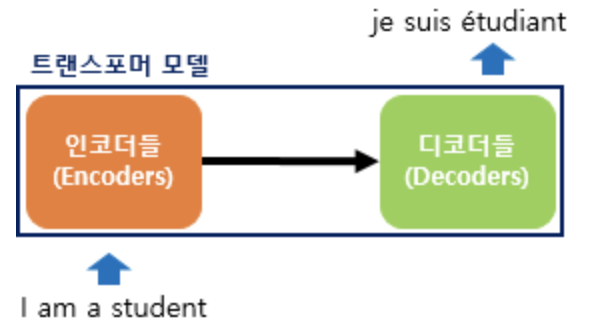 je suis étudiant
트랜스포머 모델
인코더들
(Encoders)
디코더들
(Decoders)
I am a student